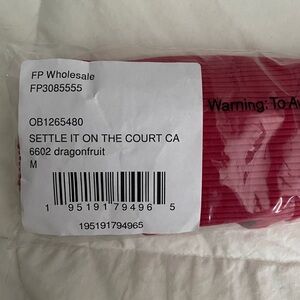 FP Wholesale
FP3085555
OB1265480
SETTLE IT ON THE COURT CA
6602 dragonfruit
M
1 95191 79496 5
195191794965
Warning: To A